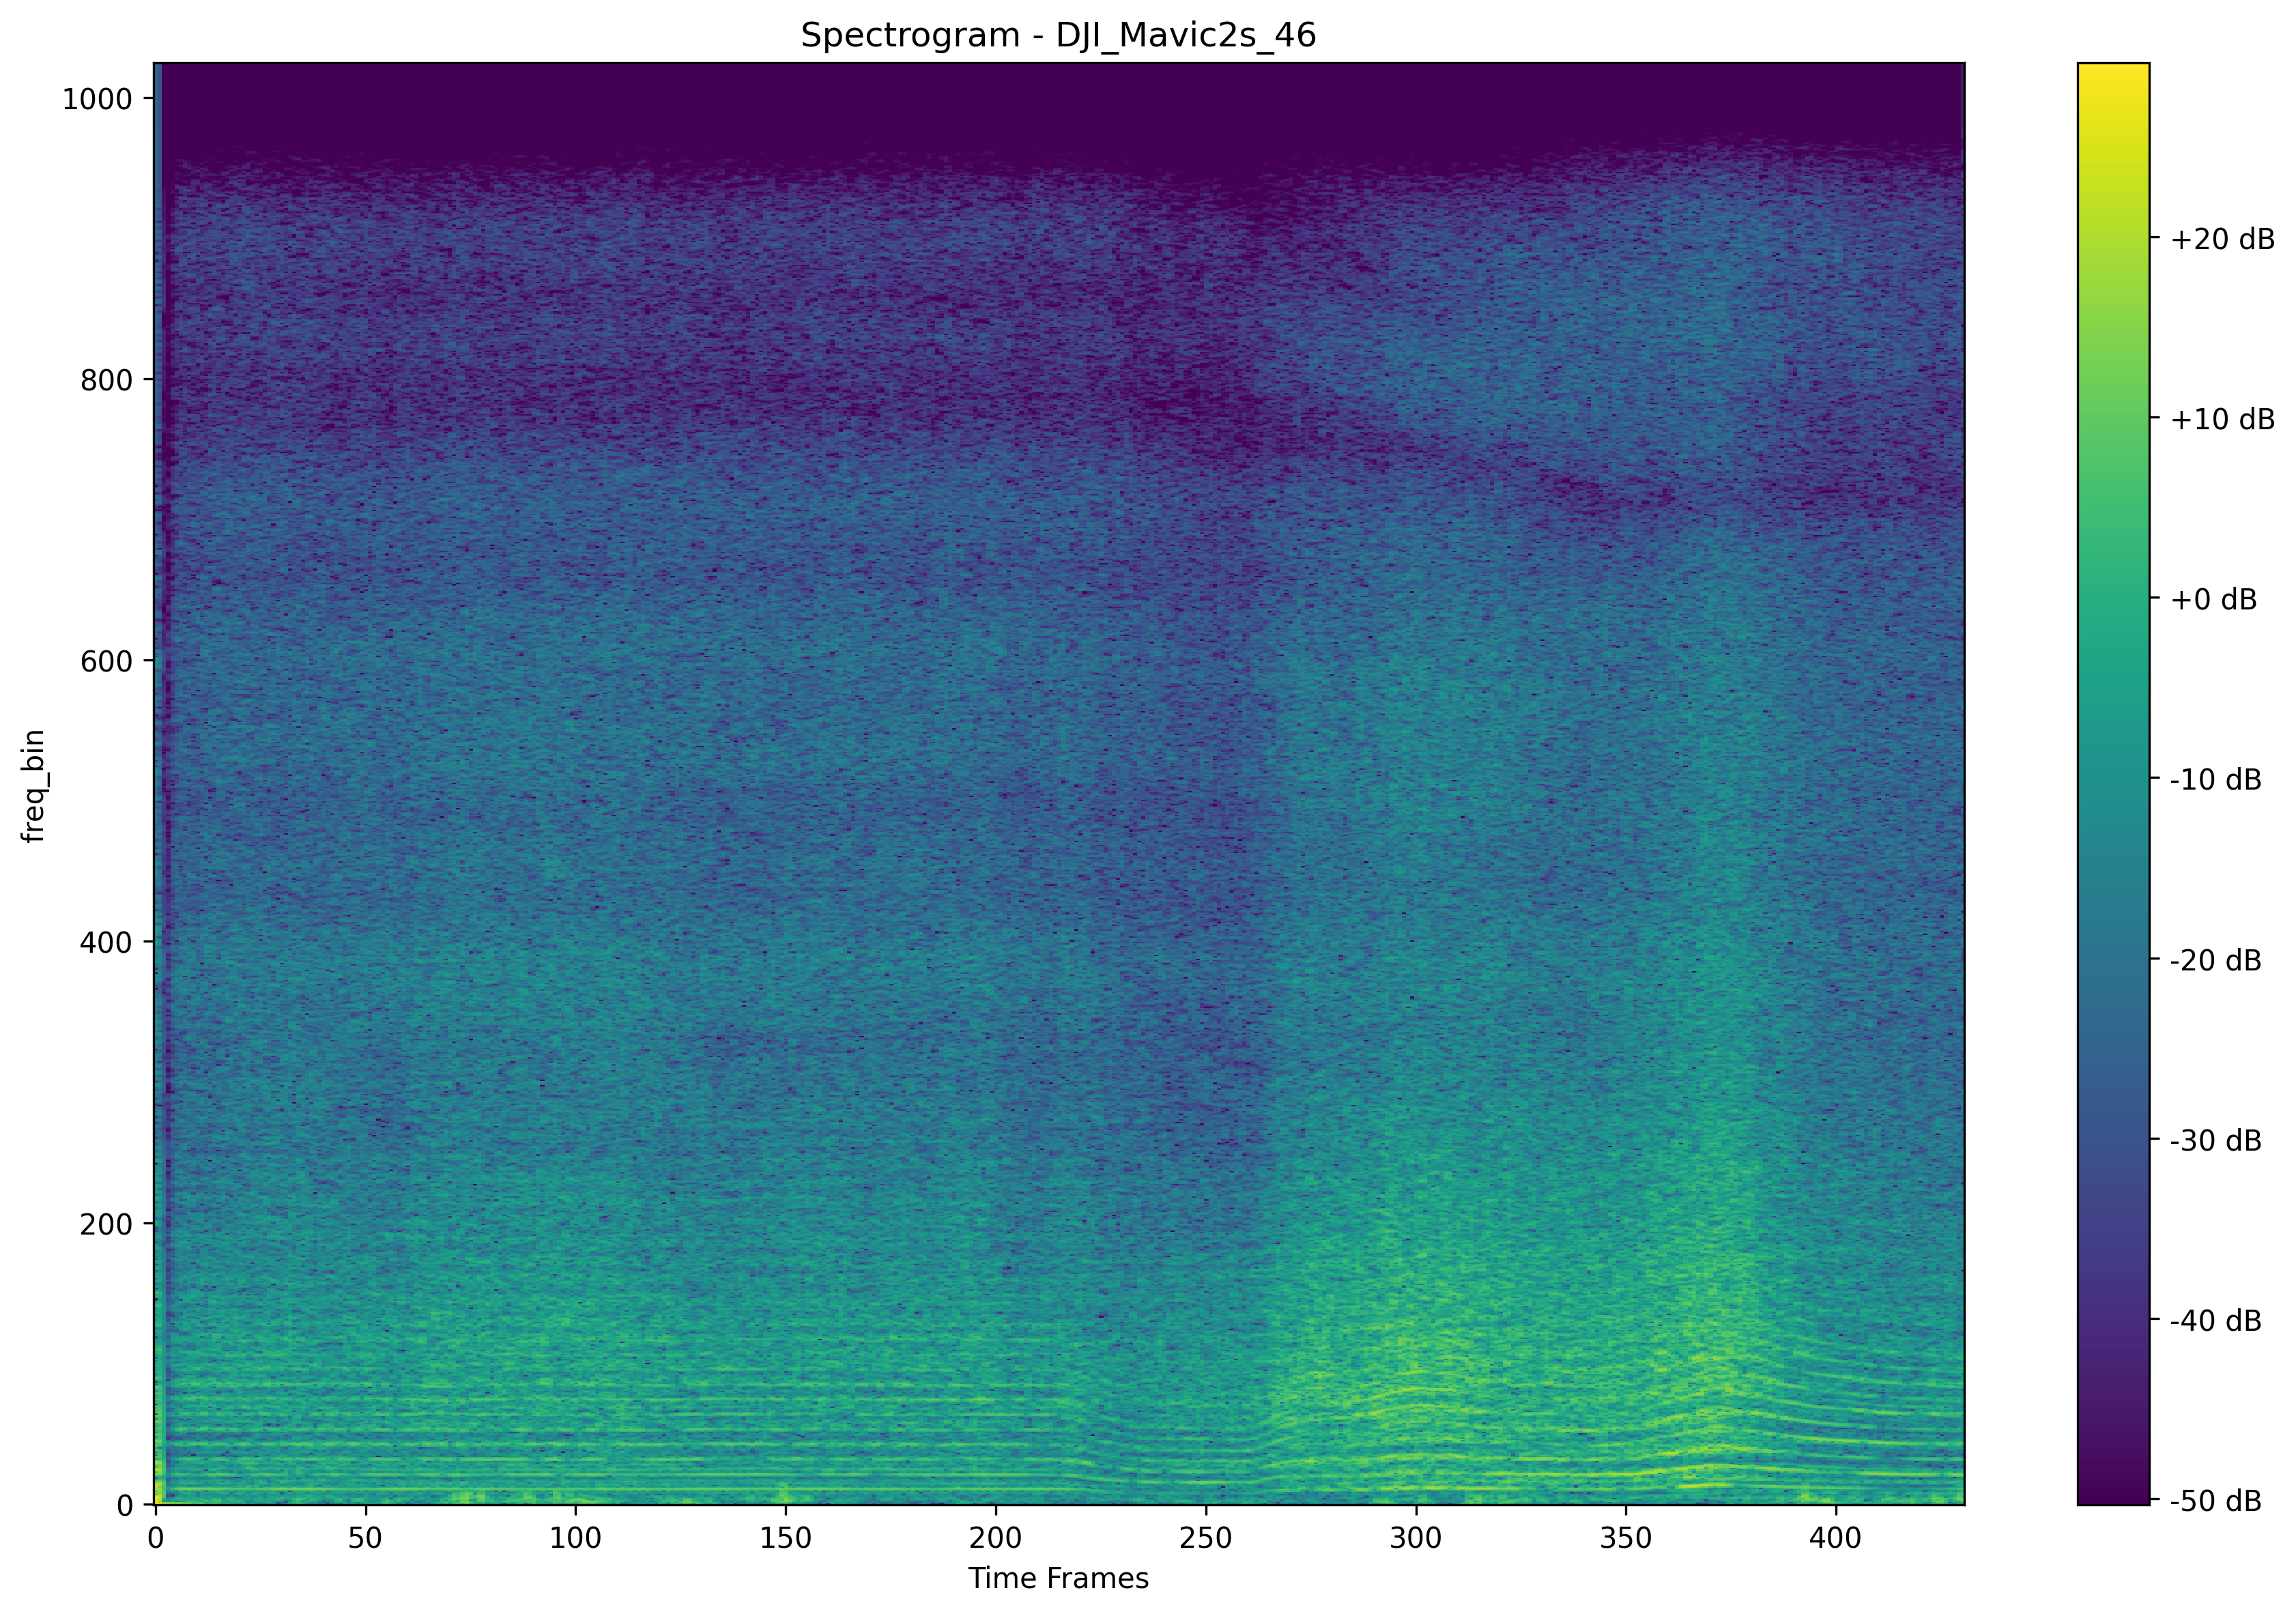 Spectrogram - DJI_Mavic2s_46
1000
800
600
400
200
0
freq_bin
0 50 100 150 200 250 300 350 400
Time Frames
+20 dB
+10 dB
+0 dB
-10 dB
-20 dB
-30 dB
-40 dB
-50 dB